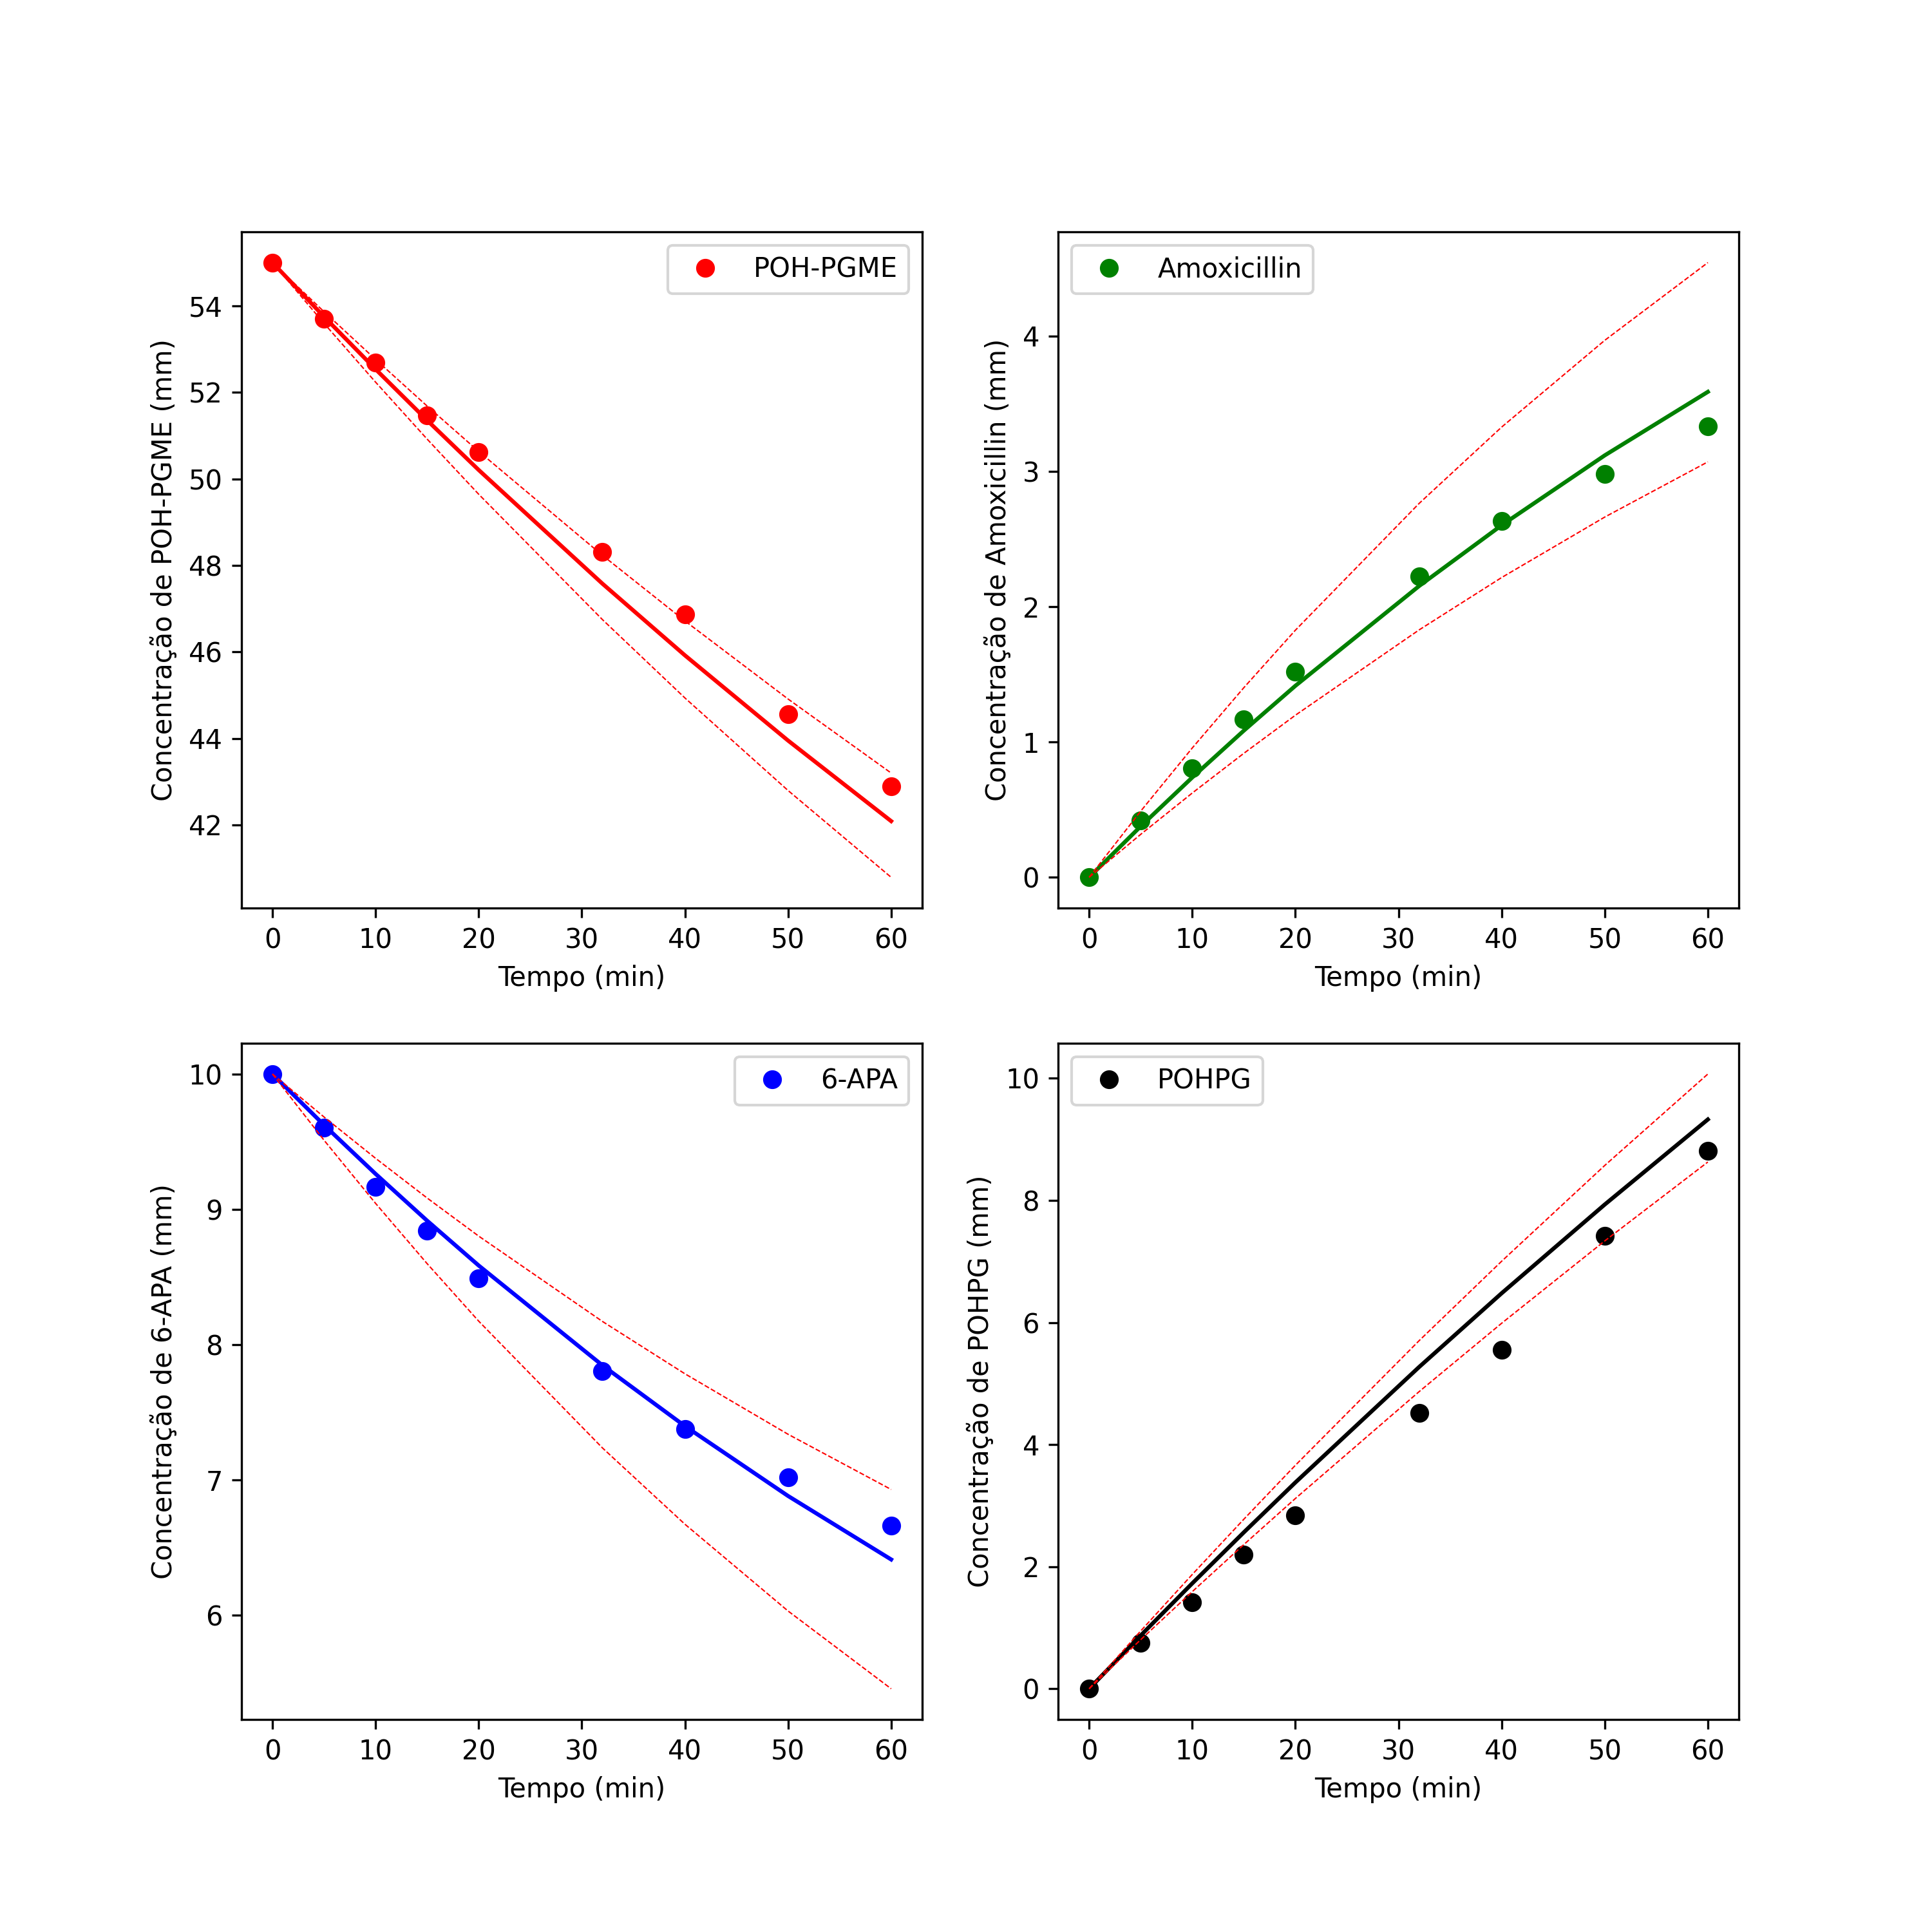 POH-PGME
Concentração de POH-PGME (mm)
54
52
50
48
46
44
42
0 10 20 30 40 50 60
Tempo (min)
Amoxicillin
Concentração de Amoxicillin (mm)
4
3
2
1
0
0 10 20 30 40 50 60
Tempo (min)
6-APA
Concentração de 6-APA (mm)
10
9
8
7
6
0 10 20 30 40 50 60
Tempo (min)
POHPG
Concentração de POHPG (mm)
10
8
6
4
2
0
0 10 20 30 40 50 60
Tempo (min)